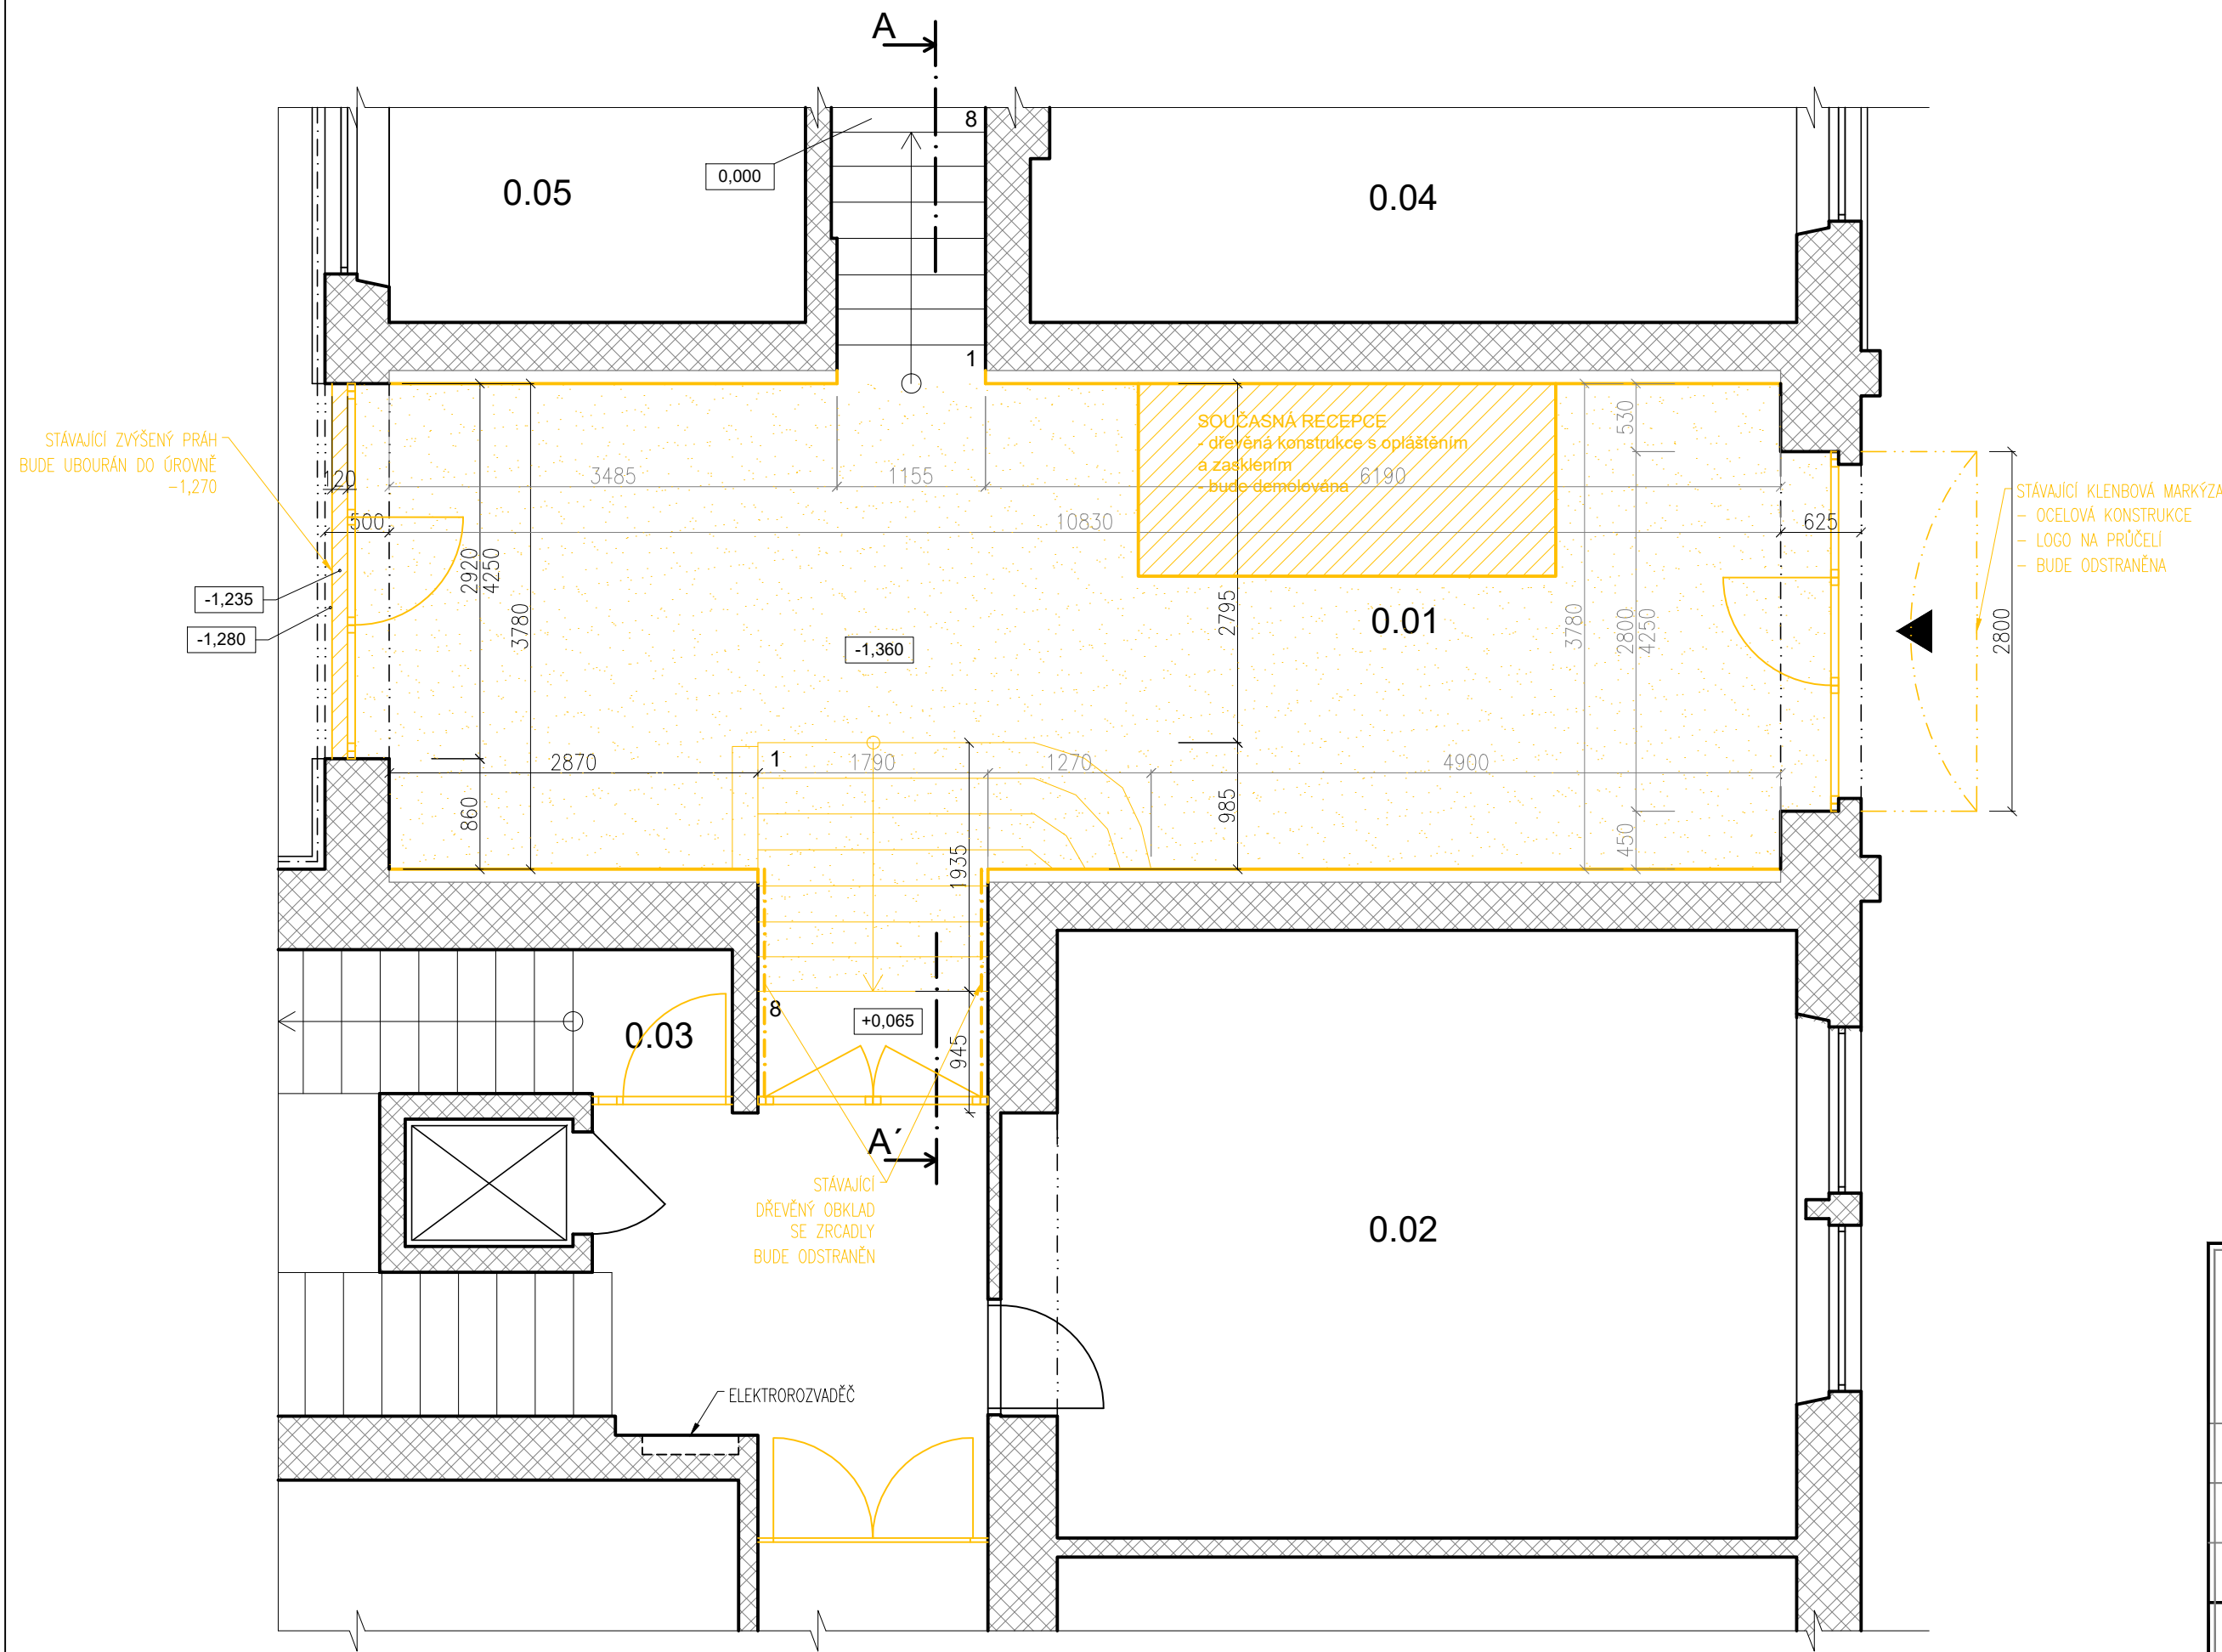 A
8
0,000
0.05
0.04
1
SOUČASNÁ RECEPCE
- dřevěná konstrukce s opláštěním
a zasklením
- bude demolována
530
STÁVAJÍCÍ ZVÝŠENÝ PRÁH
BUDE UBOURÁN DO ÚROVNĚ
-1,270
120
3485
1155
6190
STÁVAJÍCÍ KLENBOVÁ MARKÝZA
- OCELOVÁ KONSTRUKCE
- LOGO NA PRŮČELÍ
- BUDE ODSTRANĚNA
500
10830
625
2920
4250
3780
-1,235
-1,280
2795
0.01
3780
2800
4250
2800
-1,360
2870
1
1790
1270
4900
860
985
450
1935
8
+0,065
0.03
945
A´
STÁVAJÍCÍ
DŘEVĚNÝ OBKLAD
SE ZRCADLY
BUDE ODSTRANĚN
0.02
ELEKTROROZVADĚČ